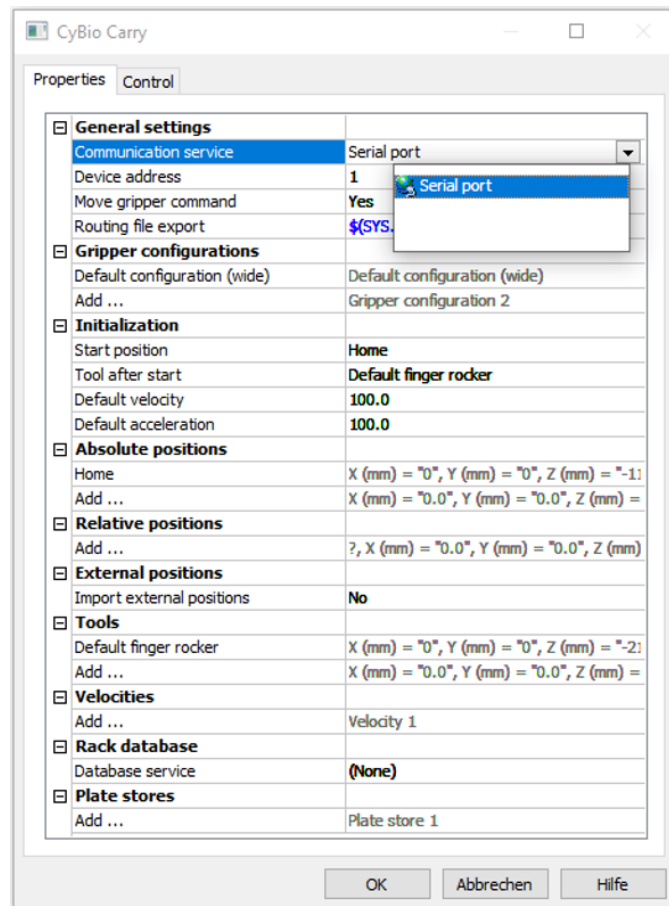 CyBio Carry
Properties Control
General settings
Communication service Serial port
Serial port
Device address 1
Move gripper command Yes
Routing file export $(SYS.
Gripper configurations
Default configuration (wide) Default configuration (wide)
Add ... Gripper configuration 2
Initialization
Start position Home
Tool after start Default finger rocker
Default velocity 100.0
Default acceleration 100.0
Absolute positions
Home X (mm) = "0", Y (mm) = "0", Z (mm) = "-11
Add ... X (mm) = "0.0", Y (mm) = "0.0", Z (mm) =
Relative positions
Add ... ?, X (mm) = "0.0", Y (mm) = "0.0", Z (mm)
External positions
Import external positions No
Tools
Default finger rocker X (mm) = "0", Y (mm) = "0", Z (mm) = "-21
Add ... X (mm) = "0.0", Y (mm) = "0.0", Z (mm) =
Velocities
Add ... Velocity 1
Rack database
Database service (None)
Plate stores
Add ... Plate store 1
OK Abbrechen Hilfe